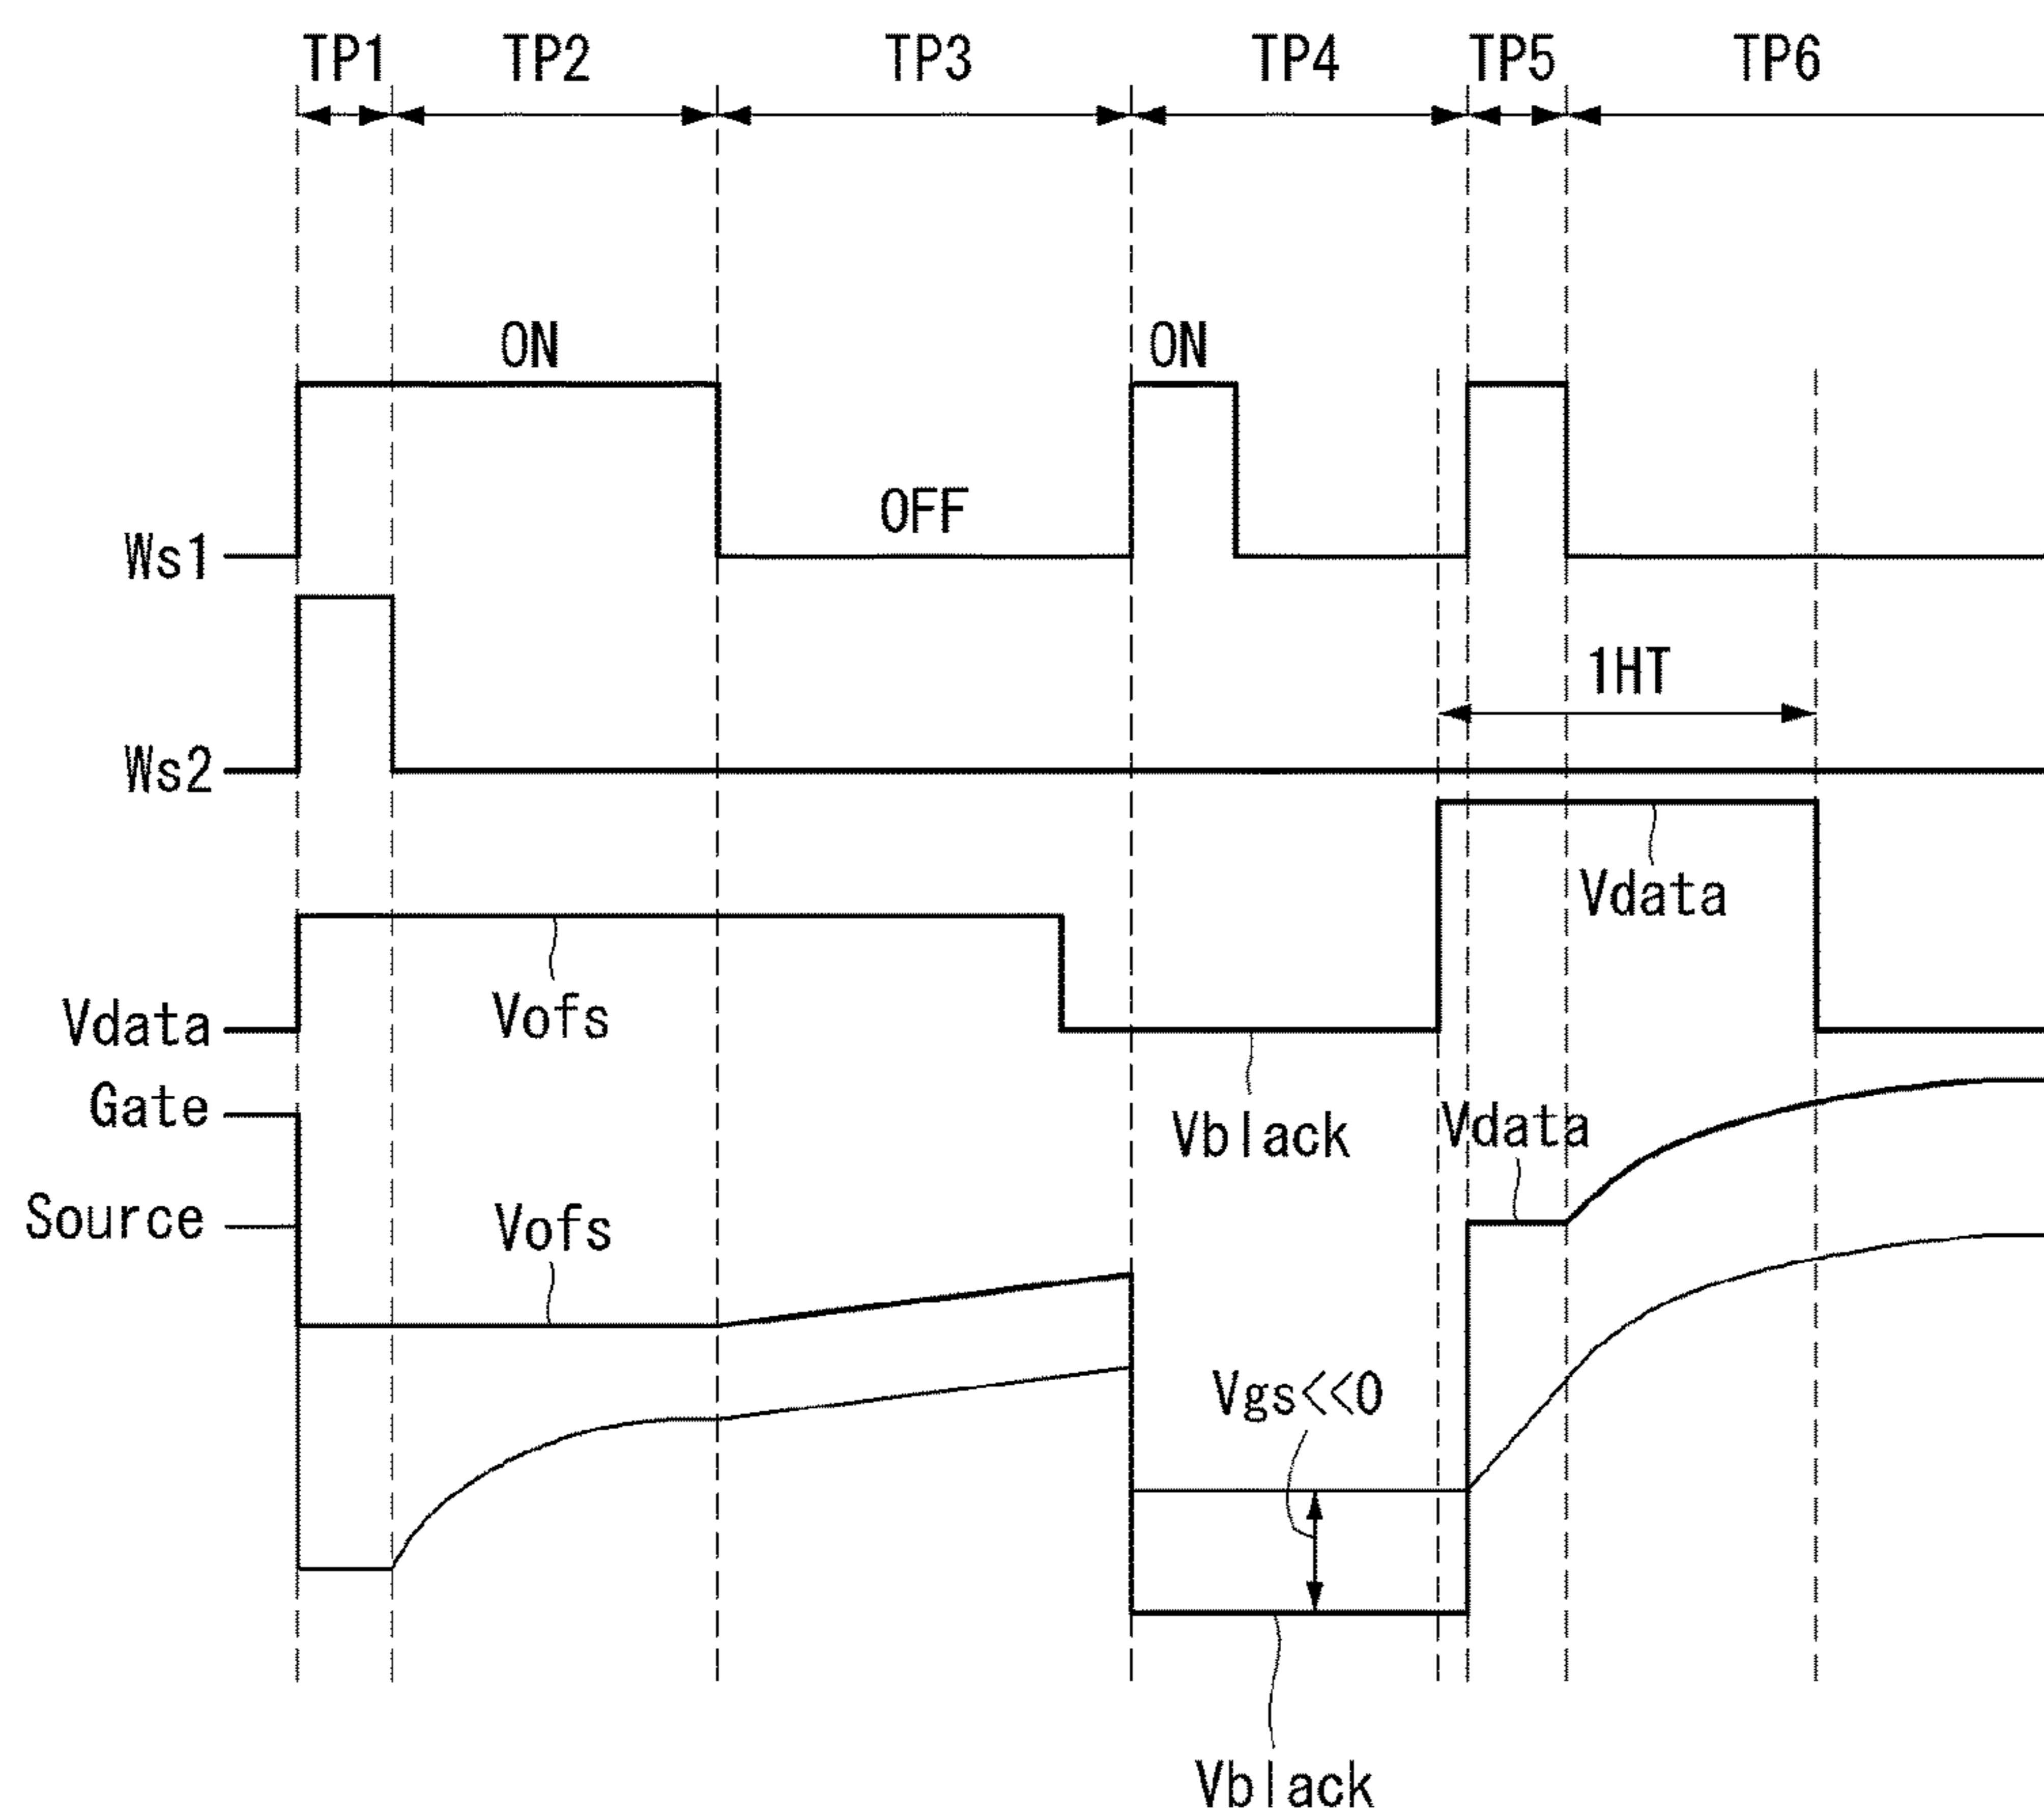 TP1 TP2 TP3 TP4 TP5 TP6
ON ON
OFF
Ws1
1HT
Ws2
Vdata
Vofs
Vdata
Gate
Vblack
Vdata
Source
Vofs
Vgs<<0
Vblack